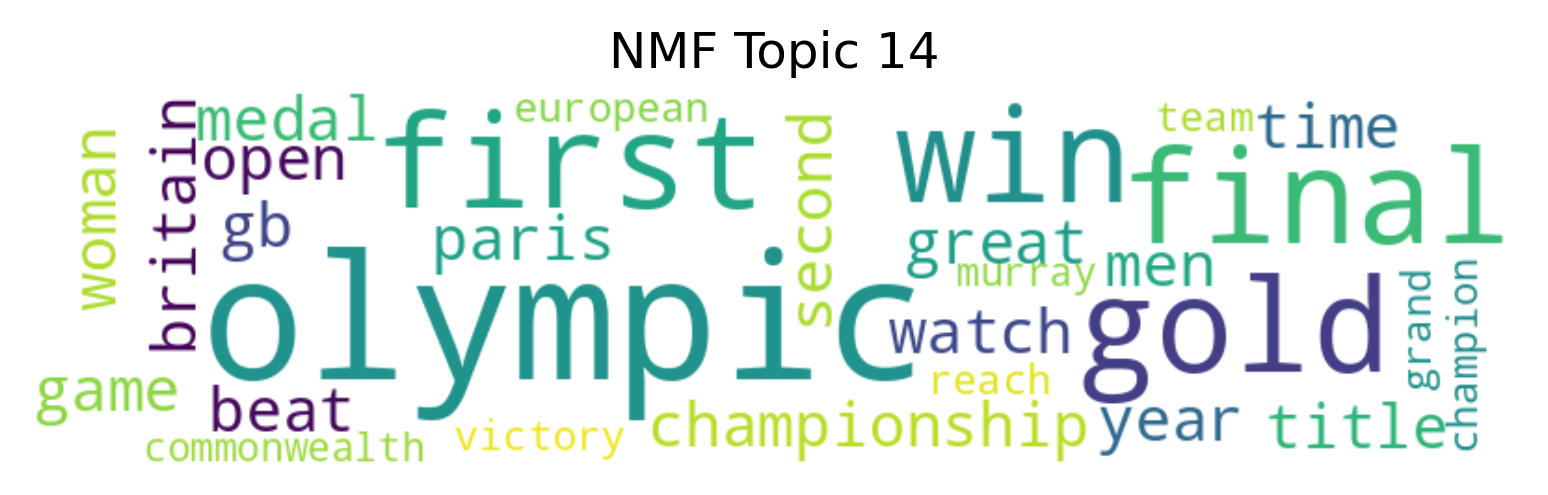 NMF Topic 14
european
medal
first
win
team
time
open
second
woman
britain
final
gb
paris
great
men
murray
olympic
gold
watch
grand
champion
game
beat
reach
championship
year
title
commonwealth
victory